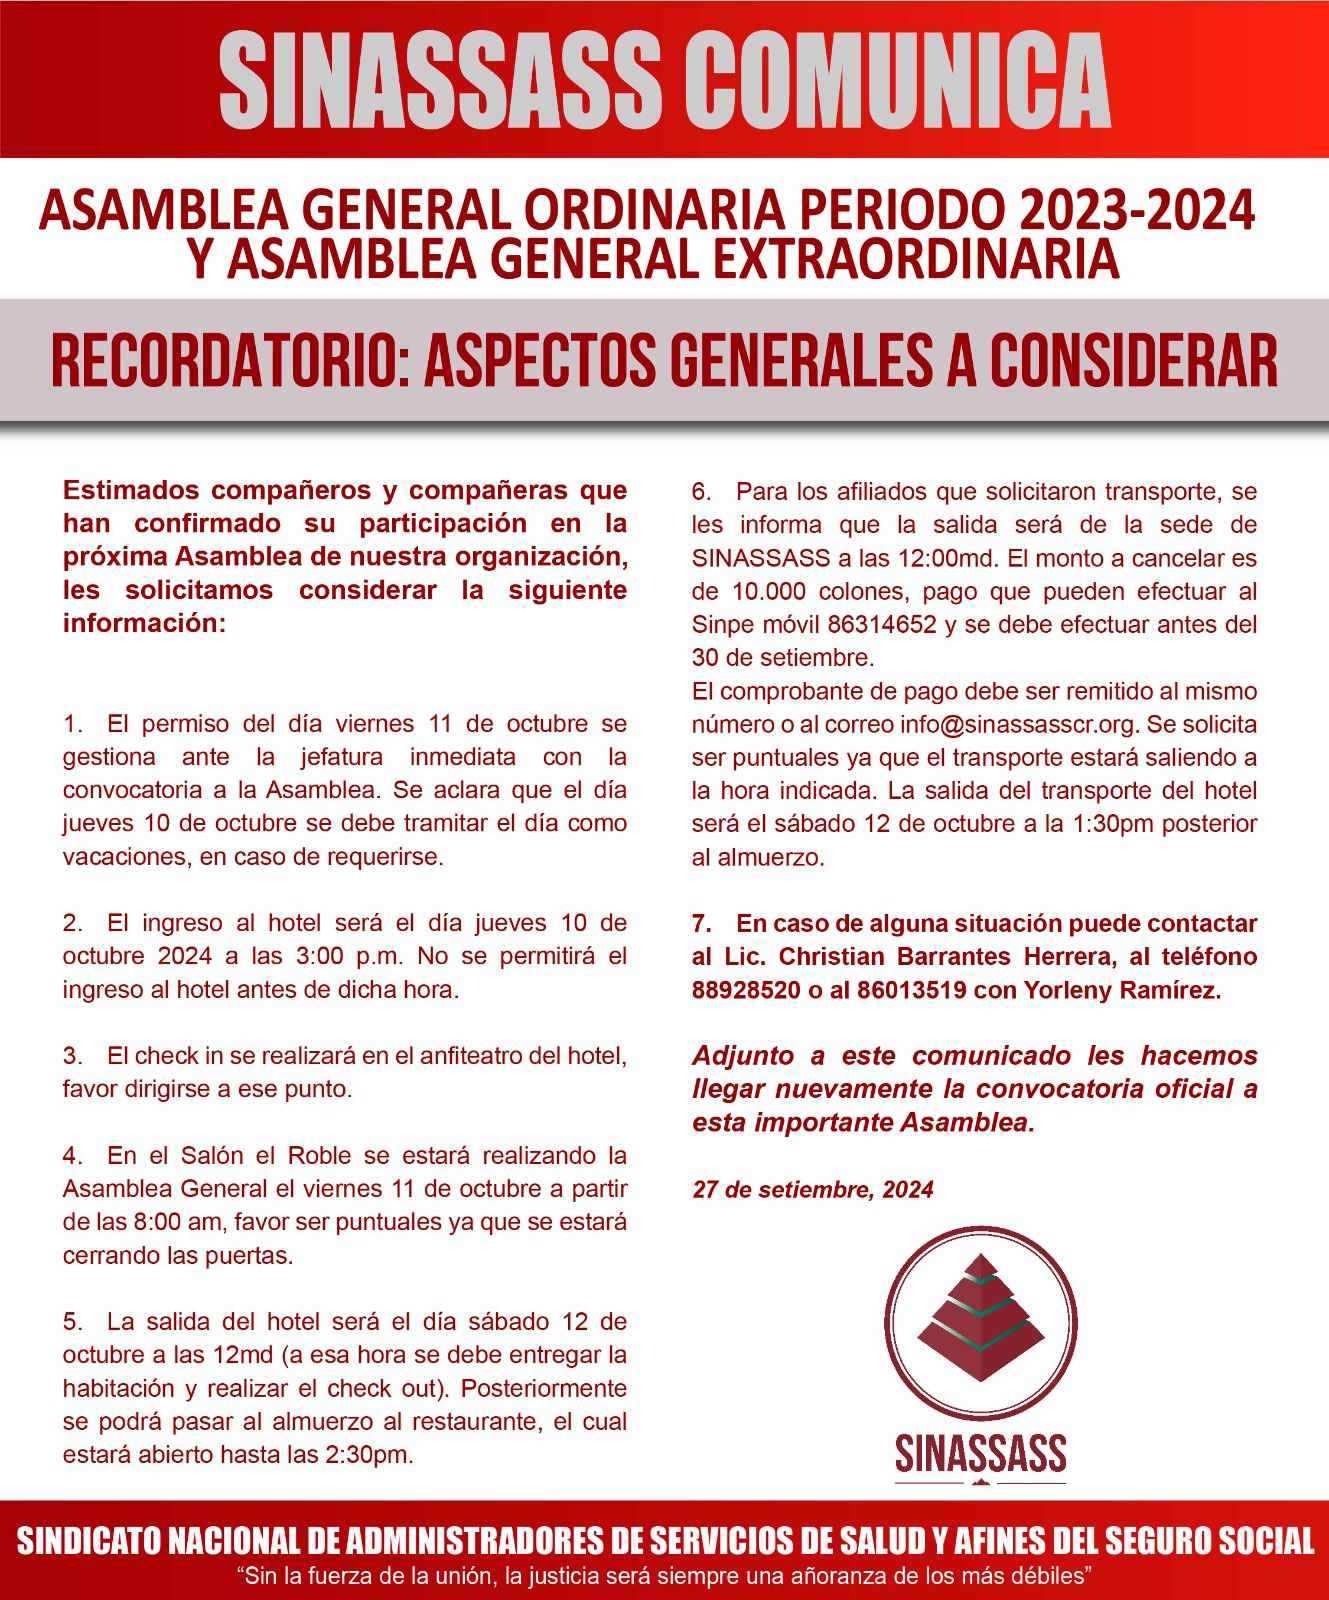 SINASSASS COMUNICA
ASAMBLEA GENERAL ORDINARIA PERIODO 2023-2024
Y ASAMBLEA GENERAL EXTRAORDINARIA
RECORDATORIO: ASPECTOS GENERALES A CONSIDERAR
Estimados compañeros y compañeras que
han confirmado su participación en la
próxima Asamblea de nuestra organización,
les solicitamos considerar la siguiente
información:
1. El permiso del día viernes 11 de octubre se
gestiona ante la jefatura inmediata con la
convocatoria a la Asamblea. Se aclara que el día
jueves 10 de octubre se debe tramitar el día como
vacaciones, en caso de requerirse.
2. El ingreso al hotel será el día jueves 10 de
octubre 2024 a las 3:00 p.m. No se permitirá el
ingreso al hotel antes de dicha hora.
3. El check in se realizará en el anfiteatro del hotel,
favor dirigirse a ese punto.
4. En el Salón el Roble se estará realizando la
Asamblea General el viernes 11 de octubre a partir
de las 8:00 am, favor ser puntuales ya que se estará
cerrando las puertas.
5. La salida del hotel será el día sábado 12 de
octubre a las 12md (a esa hora se debe entregar la
habitación y realizar el check out). Posteriormente
se podrá pasar al almuerzo al restaurante, el cual
estará abierto hasta las 2:30pm.
6. Para los afiliados que solicitaron transporte, se
les informa que la salida será de la sede de
SINASSASS a las 12:00md. El monto a cancelar es
de 10.000 colones, pago que pueden efectuar al
Sinpe móvil 86314652 y se debe efectuar antes del
30 de setiembre.
El comprobante de pago debe ser remitido al mismo
número o al correo info@sinassasscr.org. Se solicita
ser puntuales ya que el transporte estará saliendo a
la hora indicada. La salida del transporte del hotel
será el sábado 12 de octubre a la 1:30pm posterior
al almuerzo.
7. En caso de alguna situación puede contactar
al Lic. Christian Barrantes Herrera, al teléfono
88928520 o al 86013519 con Yorleny Ramírez.
Adjunto a este comunicado les hacemos
llegar nuevamente la convocatoria oficial a
esta importante Asamblea.
27 de setiembre, 2024
SINASSASS
SINDICATO NACIONAL DE ADMINISTRADORES DE SERVICIOS DE SALUD Y AFINES DEL SEGURO SOCIAL
“Sin la fuerza de la unión, la justicia será siempre una añoranza de los más débiles”